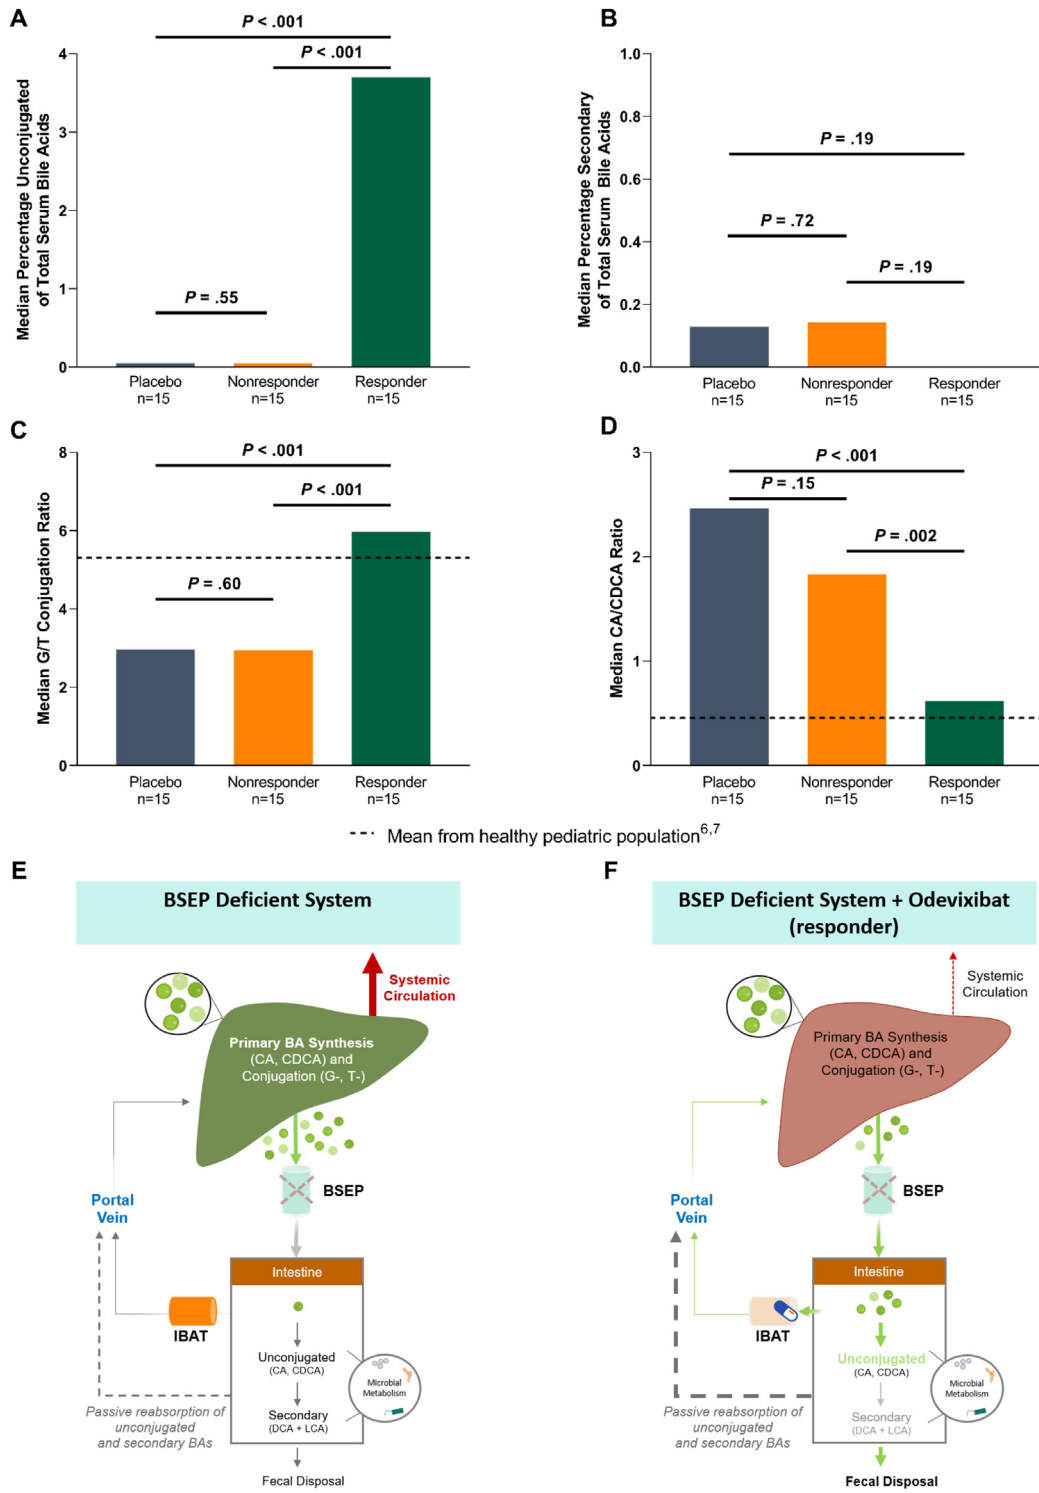 A
P < .001
P < .001
P = .55
Median Percentage Unconjugated
of Total Serum Bile Acids
4
3
2
1
0
Placebo
n=15
Nonresponder
n=15
Responder
n=15
B
P = .19
P = .72
P = .19
Median Percentage Secondary
of Total Serum Bile Acids
1.0
0.8
0.6
0.4
0.2
0.0
Placebo
n=15
Nonresponder
n=15
Responder
n=15
C
P < .001
P < .001
P = .60
Median G/T Conjugation Ratio
8
6
4
2
0
Placebo
n=15
Nonresponder
n=15
Responder
n=15
D
P < .001
P = .15
P = .002
Median CA/CDCA Ratio
3
2
1
0
Placebo
n=15
Nonresponder
n=15
Responder
n=15
--- Mean from healthy pediatric population6,7
E
BSEP Deficient System
Systemic
Circulation
Primary BA Synthesis
(CA, CDCA) and
Conjugation (G-, T-)
BSEP
Portal
Vein
Intestine
IBAT
Unconjugated
(CA, CDCA)
Microbial
Metabolism
Secondary
(DCA + LCA)
Passive reabsorption of
unconjugated
and secondary BAs
Fecal Disposal
F
BSEP Deficient System + Odevixibat
(responder)
Systemic
Circulation
Primary BA Synthesis
(CA, CDCA) and
Conjugation (G-, T-)
BSEP
Portal
Vein
Intestine
IBAT
Unconjugated
(CA, CDCA)
Microbial
Metabolism
Secondary
(DCA + LCA)
Passive reabsorption of
unconjugated
and secondary BAs
Fecal Disposal